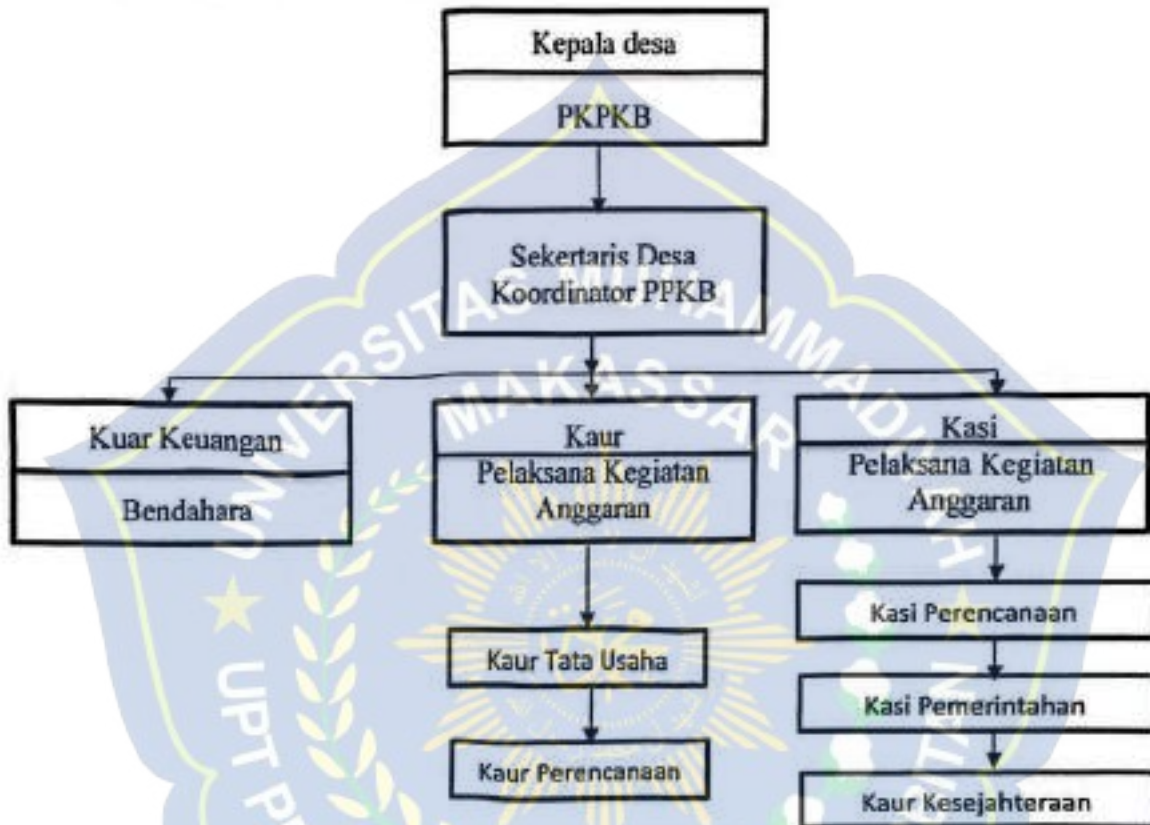 Kepala desa
PKPKB
Sekertaris Desa
Koordinator PPKB
Kuar Keuangan
Bendahara
Kaur
Pelaksana Kegiatan
Anggaran
Kasi
Pelaksana Kegiatan
Anggaran
Kaur Tata Usaha
Kaur Perencanaan
Kasi Perencanaan
Kasi Pemerintahan
Kaur Kesejahteraan
UNIVERSITAS MUHAMMADIYAH
MAKASSAR
UPT